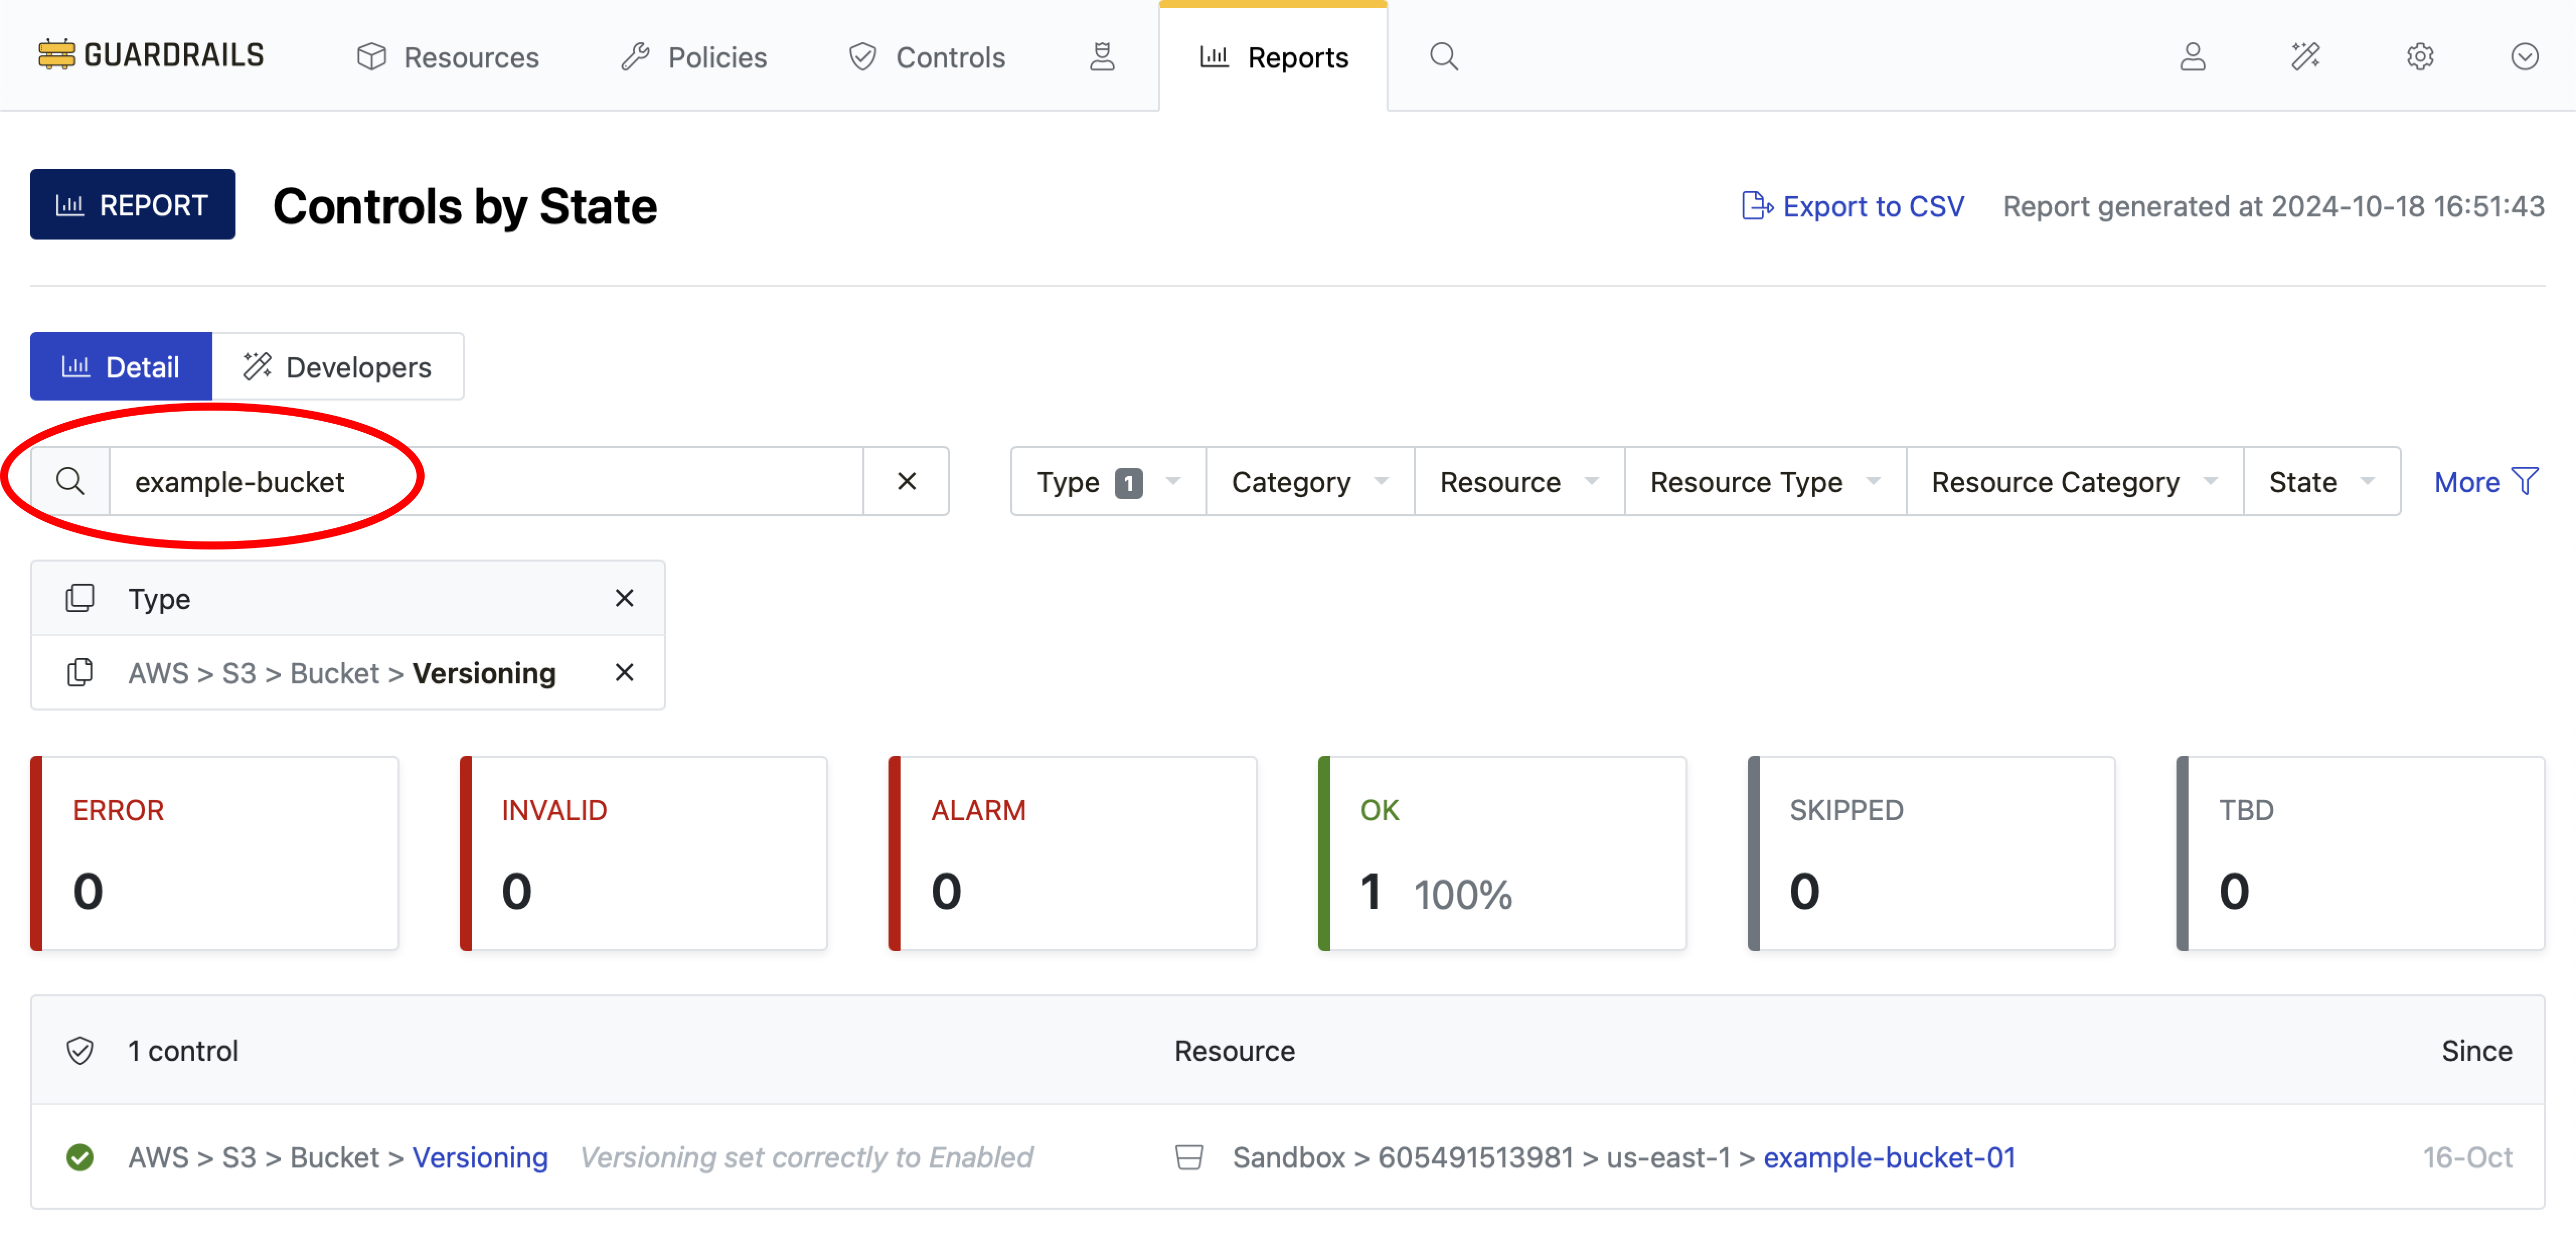 GUARDRAILS Resources Policies Controls Reports
REPORT Controls by State Export to CSV Report generated at 2024-10-18 16:51:43
Detail Developers
example-bucket Type 1 Category Resource Resource Type Resource Category State More
Type
AWS > S3 > Bucket > Versioning
ERROR INVALID ALARM OK SKIPPED TBD
0 0 0 1 100% 0 0
1 control Resource Since
AWS > S3 > Bucket > Versioning Versioning set correctly to Enabled Sandbox > 605491513981 > us-east-1 > example-bucket-01 16-Oct